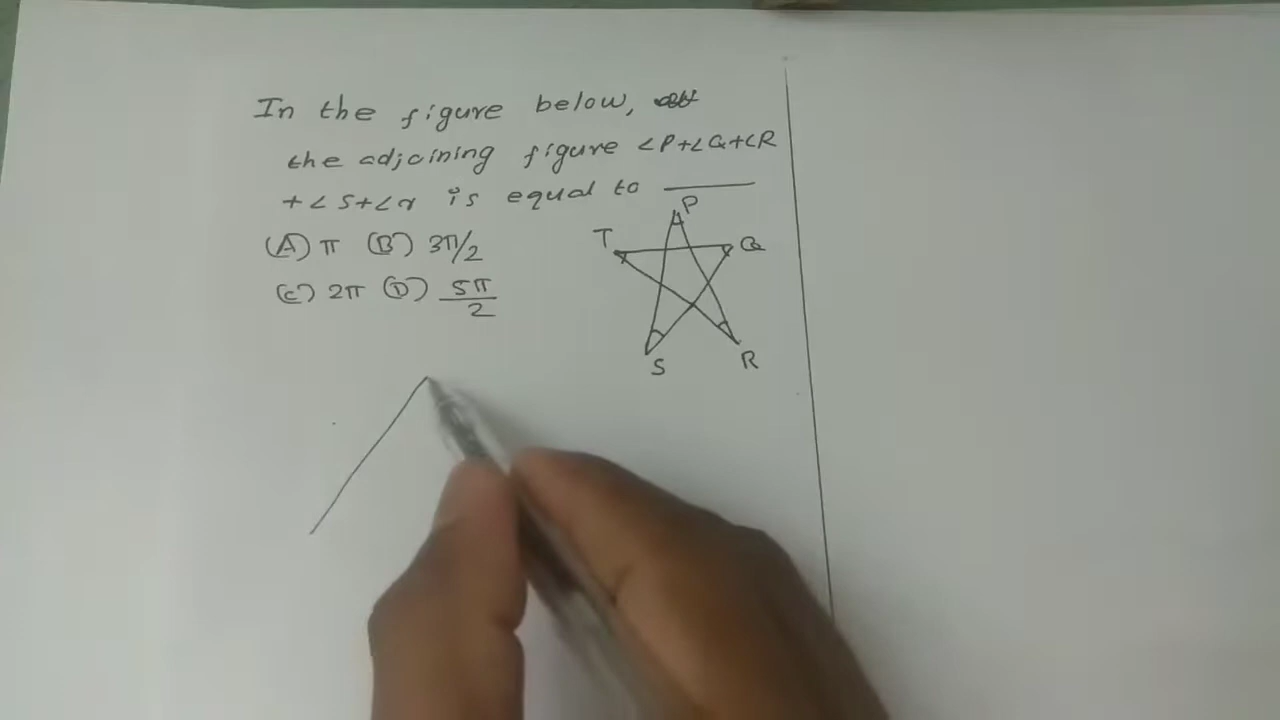 In the figure below,
the adjoining figure ∠P+∠Q+∠R
+∠S+∠r is equal to ______
(A) π (B) 3π/2
(C) 2π (D) 5π/2
P
T
Q
S
R